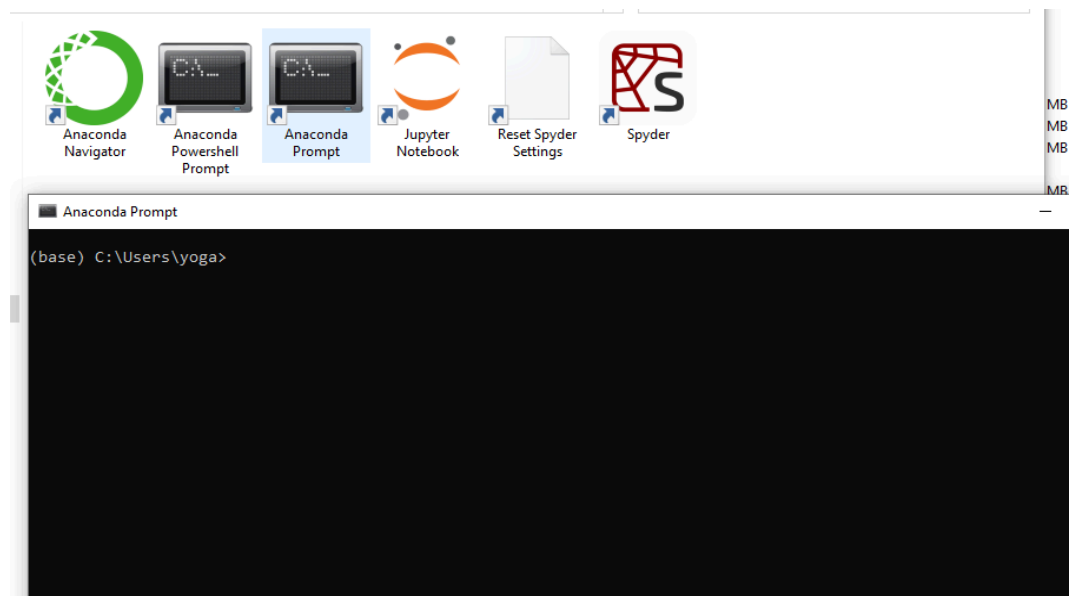 Anaconda
Navigator
Anaconda
Powershell
Prompt
Anaconda
Prompt
Jupyter
Notebook
Reset Spyder
Settings
Spyder
C:\_
C:\_
S
MB
MB
MB
MB
Anaconda Prompt
(base) C:\Users\yoga>